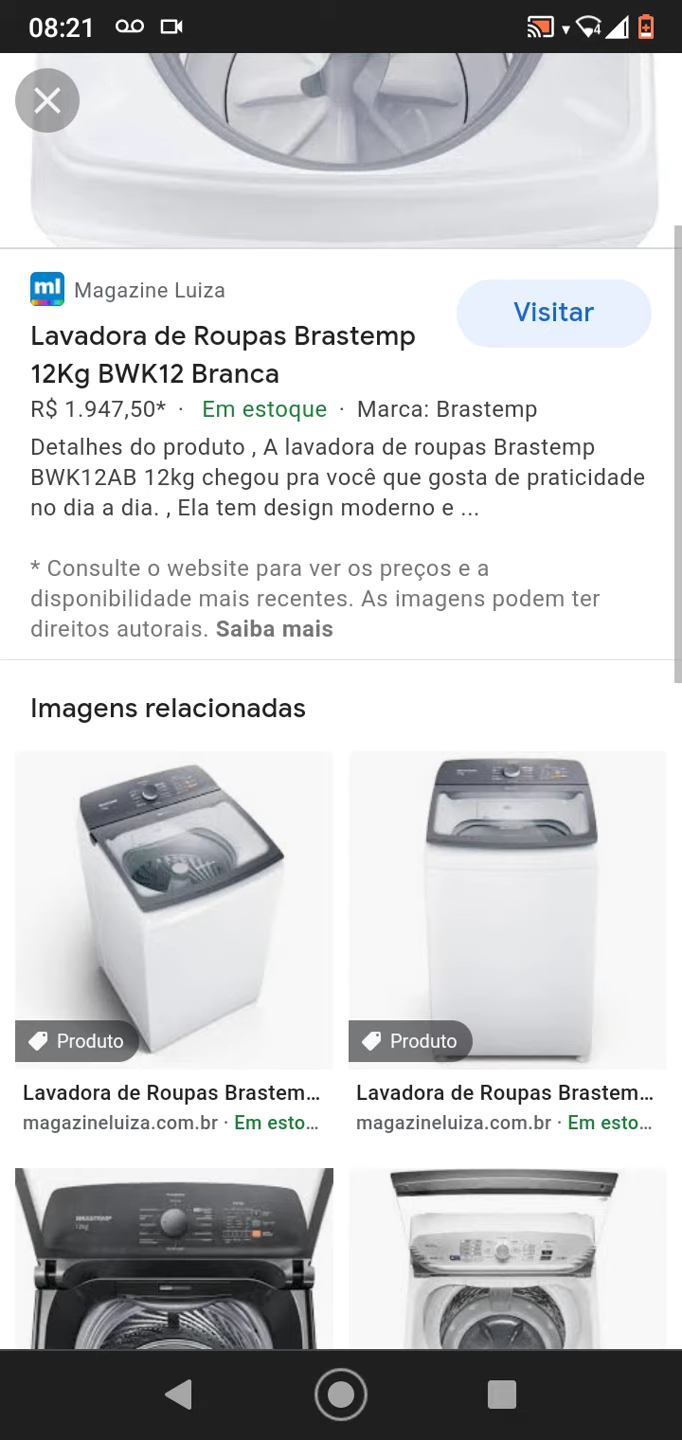 08:21
4
ml Magazine Luiza
Visitar
Lavadora de Roupas Brastemp
12Kg BWK12 Branca
R$ 1.947,50* · Em estoque · Marca: Brastemp
Detalhes do produto , A lavadora de roupas Brastemp
BWK12AB 12kg chegou pra você que gosta de praticidade
no dia a dia. , Ela tem design moderno e ...
* Consulte o website para ver os preços e a
disponibilidade mais recentes. As imagens podem ter
direitos autorais. Saiba mais
Imagens relacionadas
Produto
Produto
Lavadora de Roupas Brastem...
magazineluiza.com.br · Em esto...
Lavadora de Roupas Brastem...
magazineluiza.com.br · Em esto...
BRASTEMP
12kg